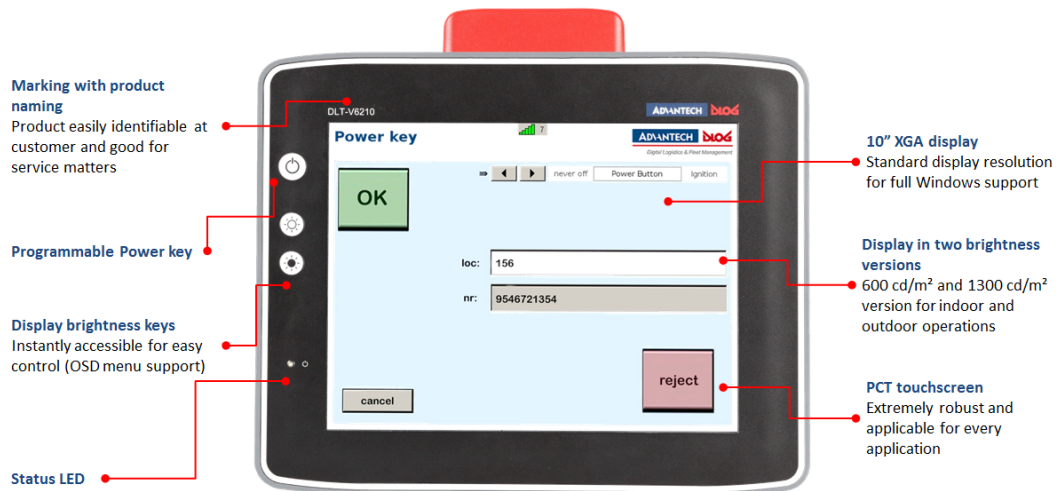 Marking with product
naming
Product easily identifiable at
customer and good for
service matters
Programmable Power key
Display brightness keys
Instantly accessible for easy
control (OSD menu support)
Status LED
DLT-V6210
ADVANTECH DLOG
Power key
7
ADVANTECH DLOG
Digital Logistics & Fleet Management
never off Power Button Ignition
OK
loc: 156
nr: 9546721354
reject
cancel
10” XGA display
Standard display resolution
for full Windows support
Display in two brightness
versions
600 cd/m² and 1300 cd/m²
version for indoor and
outdoor operations
PCT touchscreen
Extremely robust and
applicable for every
application